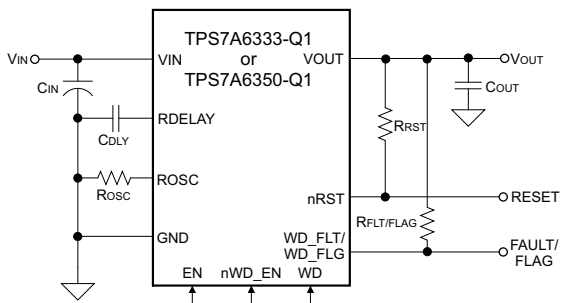 TPS7A6333-Q1
or
TPS7A6350-Q1
VIN
VIN
VOUT
VOUT
CIN
COUT
RDELAY
CDLY
RRST
ROSC
ROSC
nRST
RESET
RFLT/FLAG
GND
WD_FLT/
WD_FLG
FAULT/
FLAG
EN
nWD_EN
WD